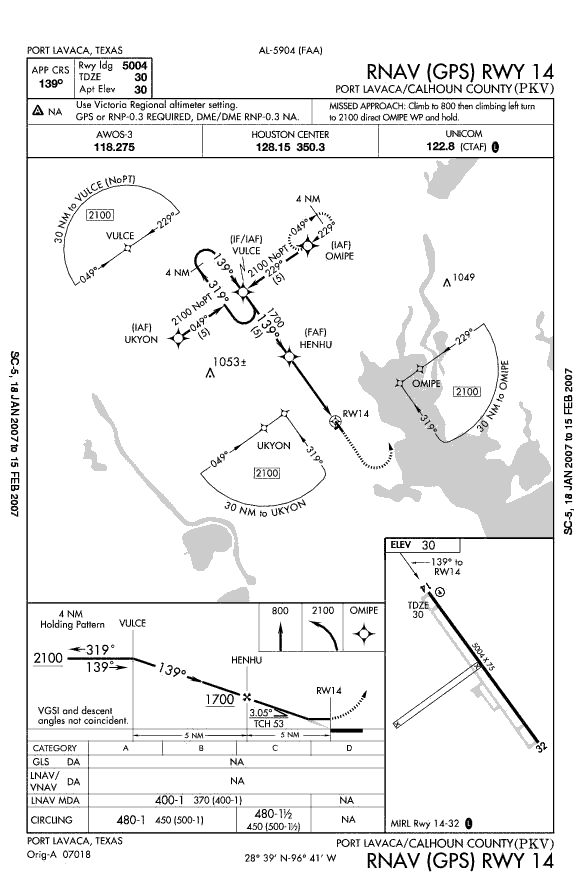 PORT LAVACA, TEXAS
AL-5904 (FAA)
APP CRS
139°
Rwy ldg 5004
TDZE 30
Apt Elev 30
RNAV (GPS) RWY 14
PORT LAVACA/CALHOUN COUNTY (PKV)
A NA
Use Victoria Regional altimeter setting.
GPS or RNP-0.3 REQUIRED, DME/DME RNP-0.3 NA.
MISSED APPROACH: Climb to 800 then climbing left turn
to 2100 direct OMIPE WP and hold.
AWOS-3
118.275
HOUSTON CENTER
128.15 350.3
UNICOM
122.8 (CTAF) L
30 NM to VULCE (NoPT)
2100
VULCE
229°
049°
4 NM
049°
229°
(IAF)
OMIPE
(IF/IAF)
VULCE
2100 NoPT
229°
(5)
4 NM
139°
319°
2100 NoPT
049°
(5)
(IAF)
UKYON
1700
139°
(5)
(FAF)
HENHU
1049
1053±
RW14
229°
OMIPE
2100
319°
30 NM to OMIPE
UKYON
049°
319°
2100
30 NM to UKYON
SC-5, 18 JAN 2007 to 15 FEB 2007
SC-5, 18 JAN 2007 to 15 FEB 2007
ELEV 30
139° to
RW14
TDZE
30
14
5004 X 75
32
MIRL Rwy 14-32 L
4 NM
Holding Pattern
VULCE
2100
319°
139°
139°
HENHU
1700
3.05°
TCH 53
RW14
800
2100
OMIPE
VGSI and descent
angles not coincident.
5 NM
5 NM
CATEGORY A B C D
GLS DA NA
LNAV/
VNAV DA NA
LNAV MDA 400-1 370 (400-1) NA
CIRCLING 480-1 450 (500-1) 480-1½
450 (500-1½) NA
PORT LAVACA, TEXAS
Orig-A 07018
28° 39' N-96° 41' W
PORT LAVACA/CALHOUN COUNTY (PKV)
RNAV (GPS) RWY 14